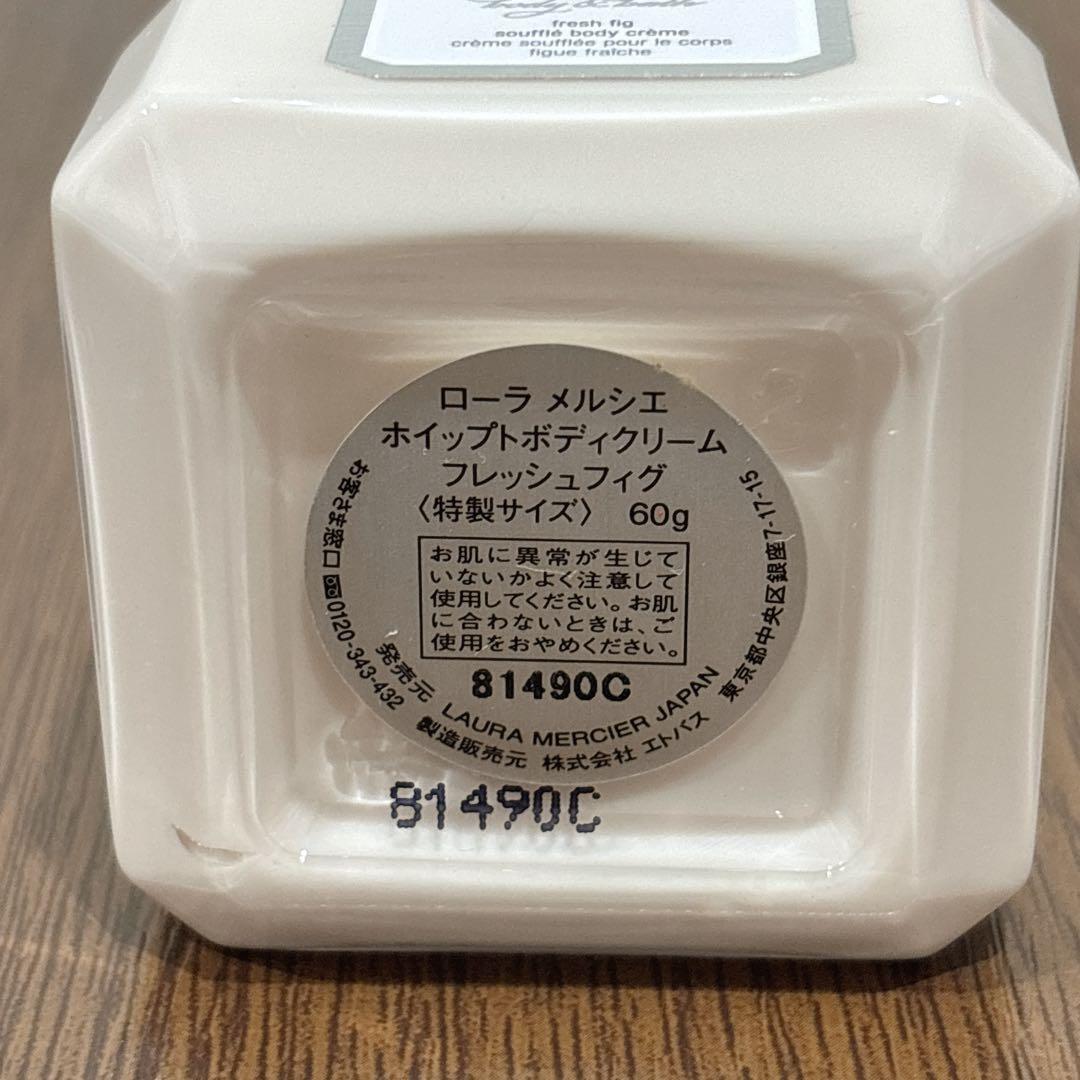 body & bath
fresh fig
soufflé body crème
crème soufflée pour le corps
figue fraîche
ローラ メルシエ
ホイップトボディクリーム
フレッシュフィグ
〈特製サイズ〉 60g
お肌に異常が生じて
いないかよく注意して
使用してください。お肌
に合わないときは、ご
使用をおやめください。
81490C
お客さま窓口 0120-343-432
発売元 LAURA MERCIER JAPAN
製造販売元 株式会社 エトバス 東京都中央区銀座7-17-15
81490C